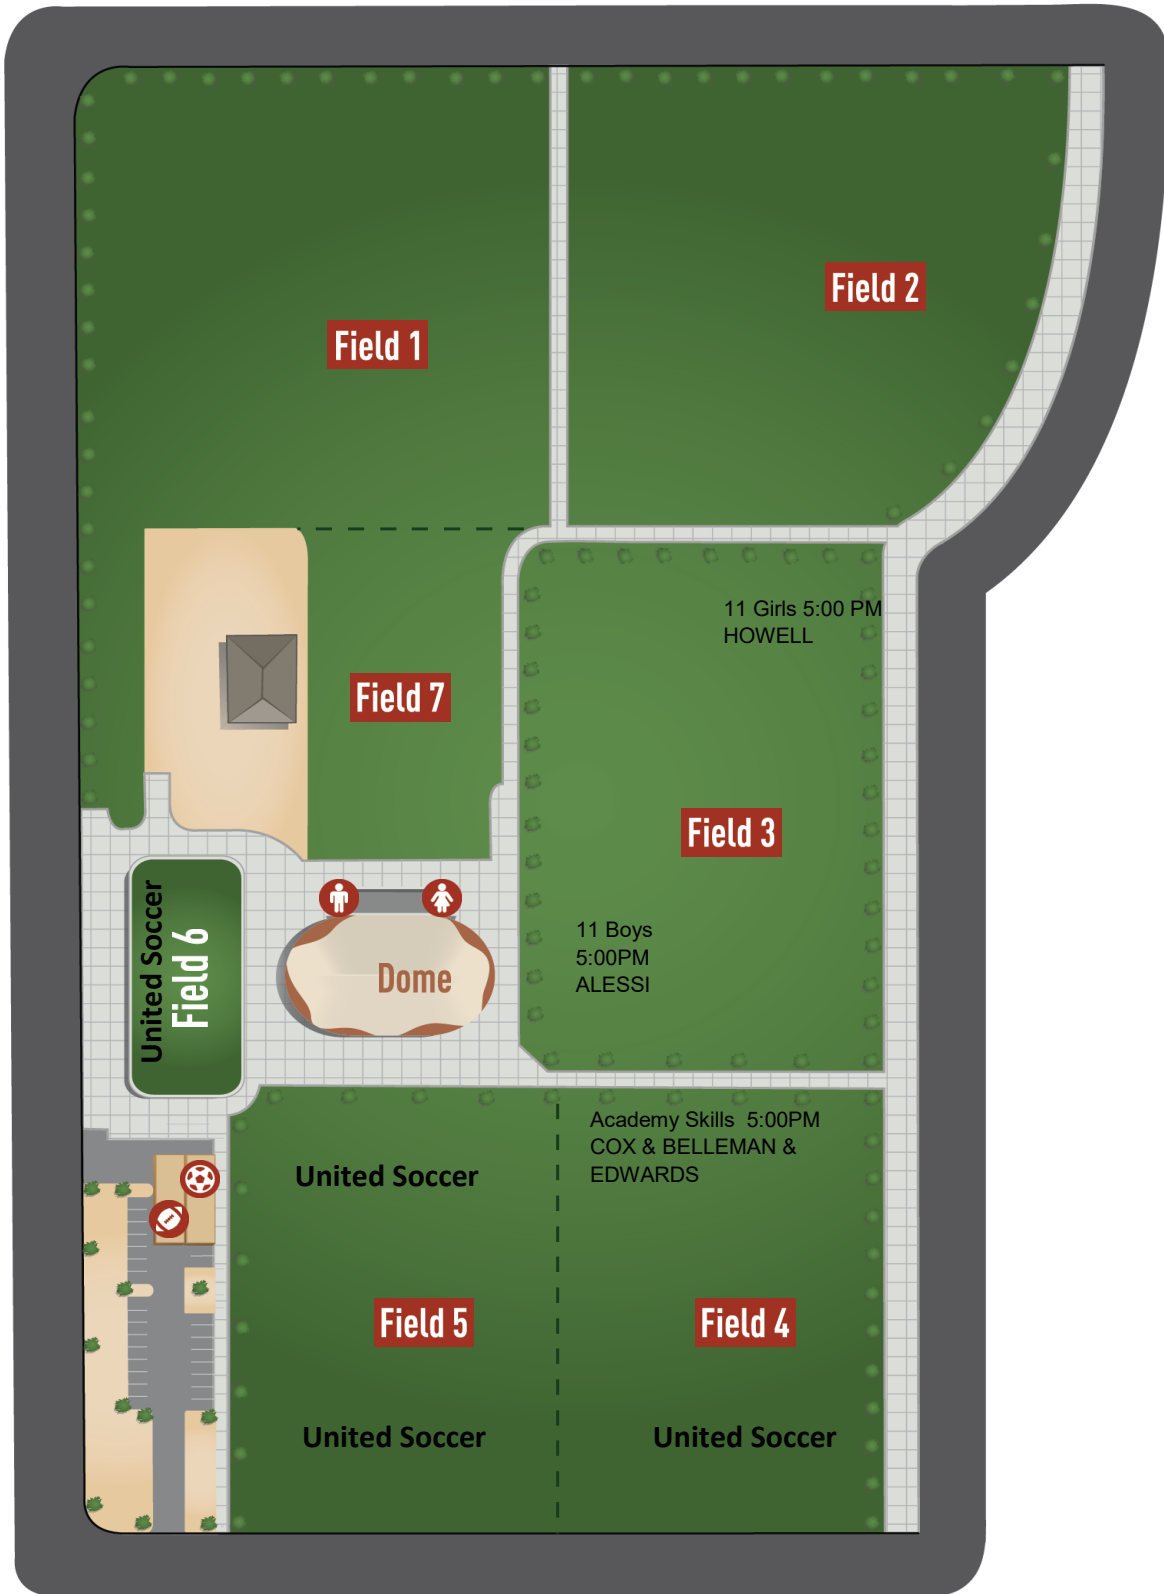 Field 2
Field 1
11 Girls 5:00 PM
HOWELL
Field 7
Field 3
United Soccer
Field 6
11 Boys
5:00PM
ALESSI
Dome
Academy Skills  5:00PM
COX & BELLEMAN &
EDWARDS
United Soccer
Field 5
Field 4
United Soccer
United Soccer